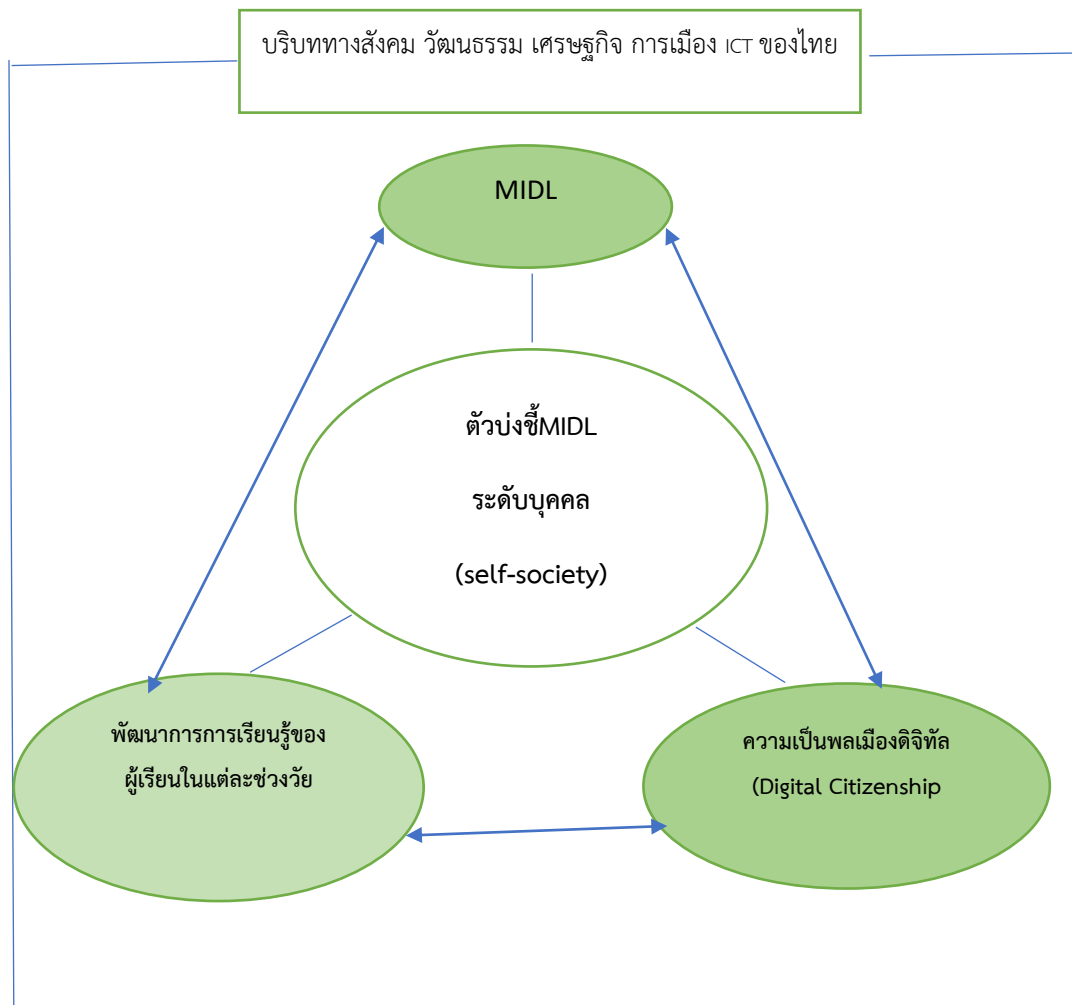 บริบททางสังคม วัฒนธรรม เศรษฐกิจ การเมือง ICT ของไทย
MIDL
ตัวบ่งชี้MIDL
ระดับบุคคล
(self-society)
พัฒนาการการเรียนรู้ของ
ผู้เรียนในแต่ละช่วงวัย
ความเป็นพลเมืองดิจิทัล
(Digital Citizenship